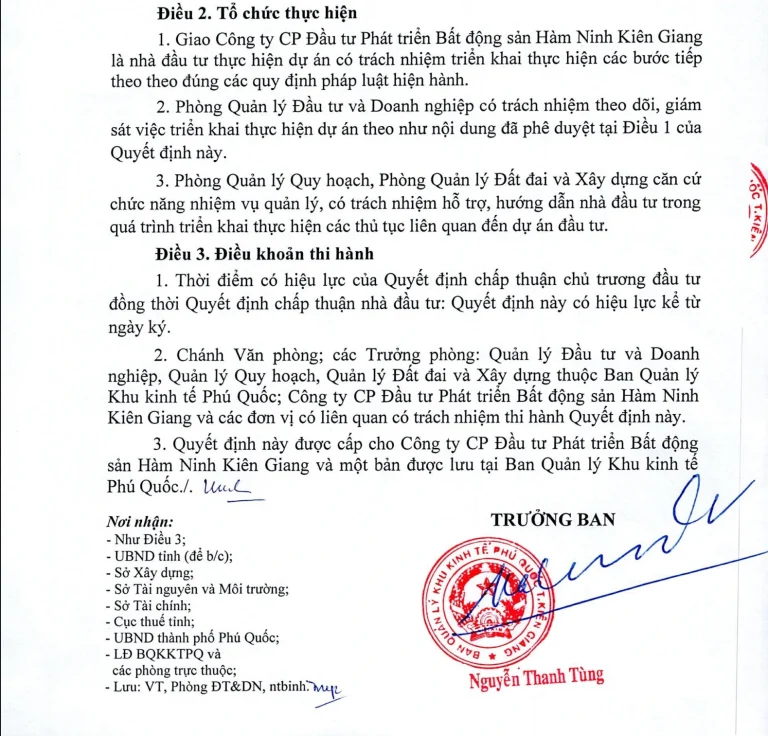 Điều 2. Tổ chức thực hiện
1. Giao Công ty CP Đầu tư Phát triển Bất động sản Hàm Ninh Kiên Giang
là nhà đầu tư thực hiện dự án có trách nhiệm triển khai thực hiện các bước tiếp
theo theo đúng các quy định pháp luật hiện hành.
2. Phòng Quản lý Đầu tư và Doanh nghiệp có trách nhiệm theo dõi, giám
sát việc triển khai thực hiện dự án theo như nội dung đã phê duyệt tại Điều 1 của
Quyết định này.
3. Phòng Quản lý Quy hoạch, Phòng Quản lý Đất đai và Xây dựng căn cứ
chức năng nhiệm vụ quản lý, có trách nhiệm hỗ trợ, hướng dẫn nhà đầu tư trong
quá trình triển khai thực hiện các thủ tục liên quan đến dự án đầu tư.
ỐC T.KIÊN
Điều 3. Điều khoản thi hành
1. Thời điểm có hiệu lực của Quyết định chấp thuận chủ trương đầu tư
đồng thời Quyết định chấp thuận nhà đầu tư: Quyết định này có hiệu lực kể từ
ngày ký.
2. Chánh Văn phòng; các Trưởng phòng: Quản lý Đầu tư và Doanh
nghiệp, Quản lý Quy hoạch, Quản lý Đất đai và Xây dựng thuộc Ban Quản lý
Khu kinh tế Phú Quốc; Công ty CP Đầu tư Phát triển Bất động sản Hàm Ninh
Kiên Giang và các đơn vị có liên quan có trách nhiệm thi hành Quyết định này.
3. Quyết định này được cấp cho Công ty CP Đầu tư Phát triển Bất động
sản Hàm Ninh Kiên Giang và một bản được lưu tại Ban Quản lý Khu kinh tế
Phú Quốc./.
Nơi nhận:
- Như Điều 3;
- UBND tỉnh (để b/c);
- Sở Xây dựng;
- Sở Tài nguyên và Môi trường;
- Sở Tài chính;
- Cục thuế tỉnh;
- UBND thành phố Phú Quốc;
- LĐ BQKKTPQ và
các phòng trực thuộc;
- Lưu: VT, Phòng ĐT&DN, ntbinh.
TRƯỞNG BAN
BAN QUẢN LÝ KHU KINH TẾ PHÚ QUỐC T.KIÊN GIANG
Nguyễn Thanh Tùng